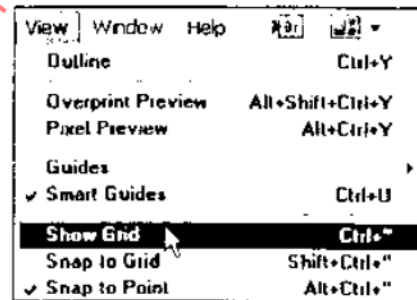 View Window Help Br
Outline Ctrl+Y
Overprint Preview Alt+Shift+Ctrl+Y
Pixel Preview Alt+Ctrl+Y
Guides
Smart Guides Ctrl+U
Show Grid Ctrl+"
Snap to Grid Shift+Ctrl+"
Snap to Point Alt+Ctrl+"